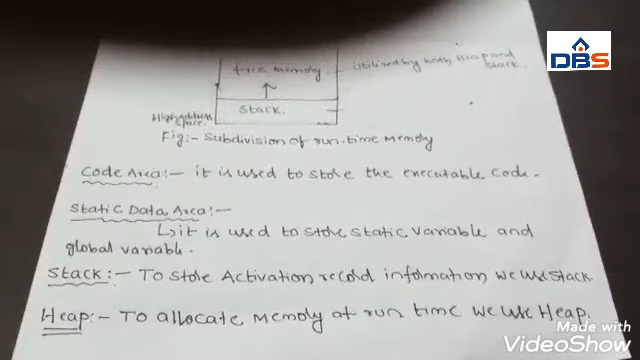 DBS
free memory
Utilized by both Heap and
Stack.
Stack.
High address
space.
Fig:- Subdivision of run-time Memory
Code Area:- it is used to store the executable code.
Static Data Area:-
it is used to store static variable and
global variable.
Stack:- To store Activation record information we use Stack
Heap:- To allocate Memory at run time we use Heap.
Made with
VideoShow